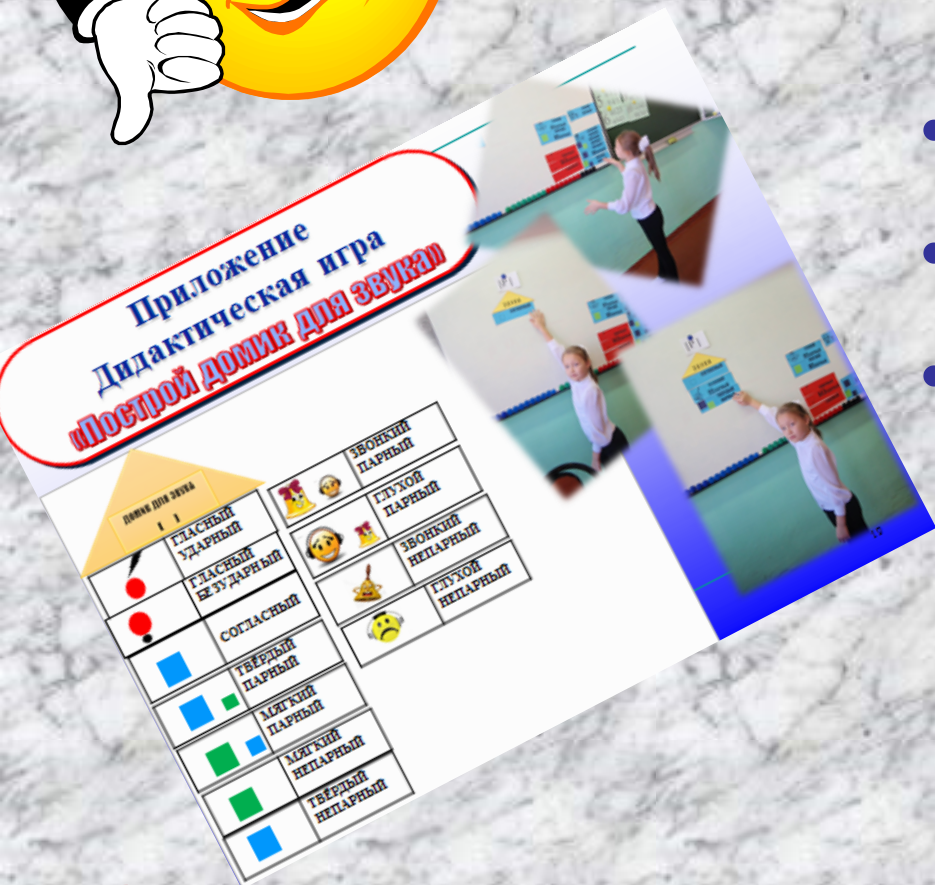 Приложение
Дидактическая игра
«Построй домик для звука»
ДОМИК ДЛЯ ЗВУКА
ГЛАСНЫЙ
УДАРНЫЙ
ГЛАСНЫЙ
БЕЗУДАРНЫЙ
СОГЛАСНЫЙ
ТВЁРДЫЙ
ПАРНЫЙ
МЯГКИЙ
ПАРНЫЙ
МЯГКИЙ
НЕПАРНЫЙ
ТВЁРДЫЙ
НЕПАРНЫЙ
ЗВОНКИЙ
ПАРНЫЙ
ГЛУХОЙ
ПАРНЫЙ
ЗВОНКИЙ
НЕПАРНЫЙ
ГЛУХОЙ
НЕПАРНЫЙ